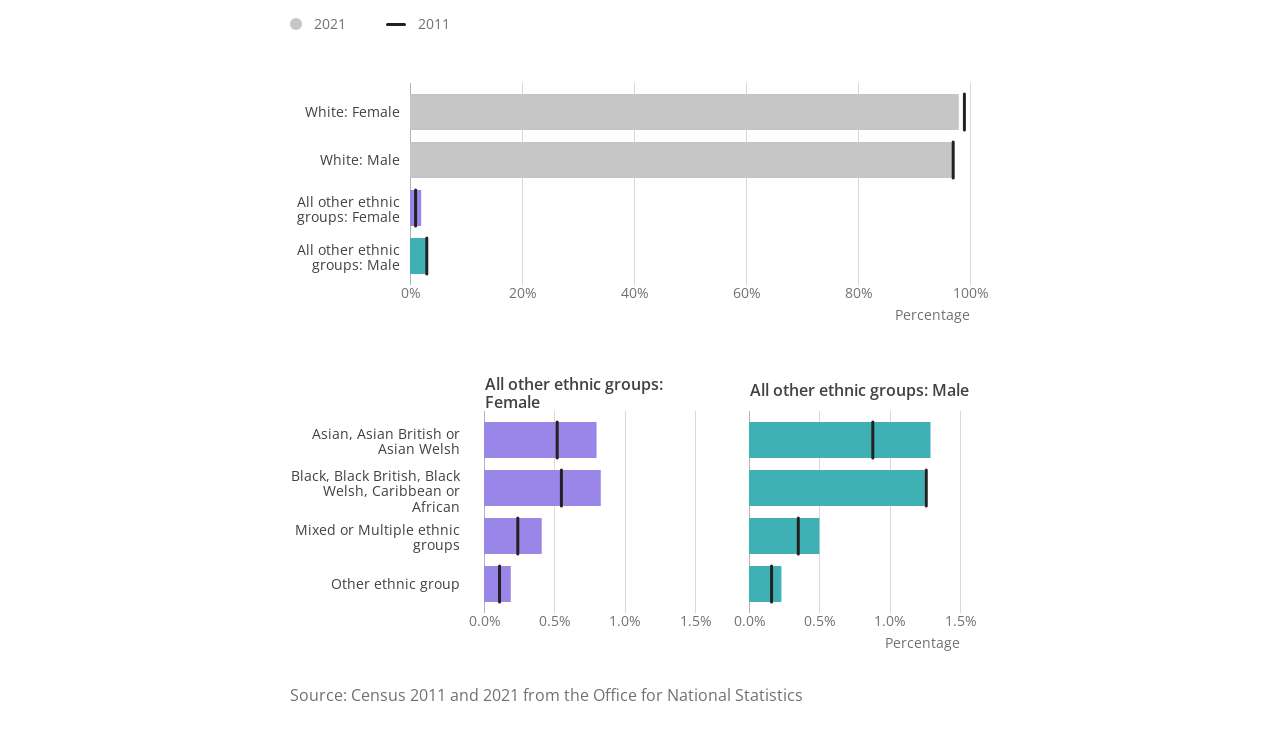 2021
2011
White: Female
White: Male
All other ethnic
groups: Female
All other ethnic
groups: Male
0%
20%
40%
60%
80%
100%
Percentage
All other ethnic groups:
Female
All other ethnic groups: Male
Asian, Asian British or
Asian Welsh
Black, Black British, Black
Welsh, Caribbean or
African
Mixed or Multiple ethnic
groups
Other ethnic group
0.0%
0.5%
1.0%
1.5%
0.0%
0.5%
1.0%
1.5%
Percentage
Source: Census 2011 and 2021 from the Office for National Statistics